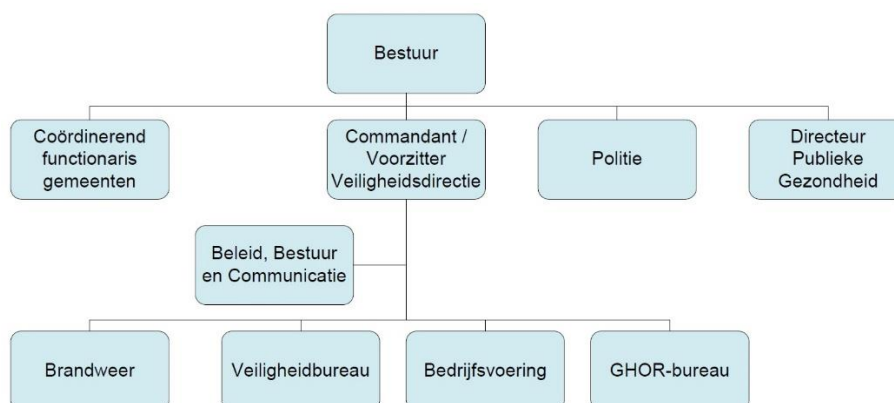 Bestuur
Coördinerend
functionaris
gemeenten
Commandant /
Voorzitter
Veiligheidsdirectie
Politie
Directeur
Publieke
Gezondheid
Beleid, Bestuur
en Communicatie
Brandweer
Veiligheidbureau
Bedrijfsvoering
GHOR-bureau